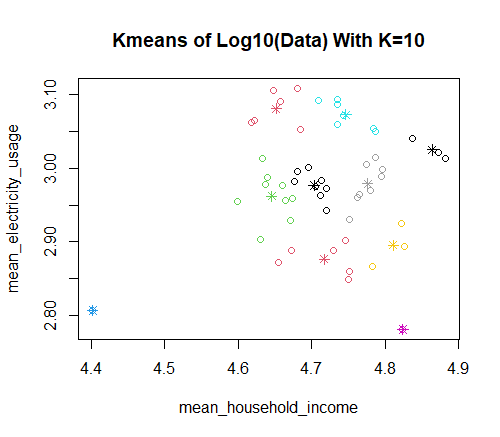 Kmeans of Log10(Data) With K=10
mean_electricity_usage
3.10
3.00
2.90
2.80
4.4 4.5 4.6 4.7 4.8 4.9
mean_household_income